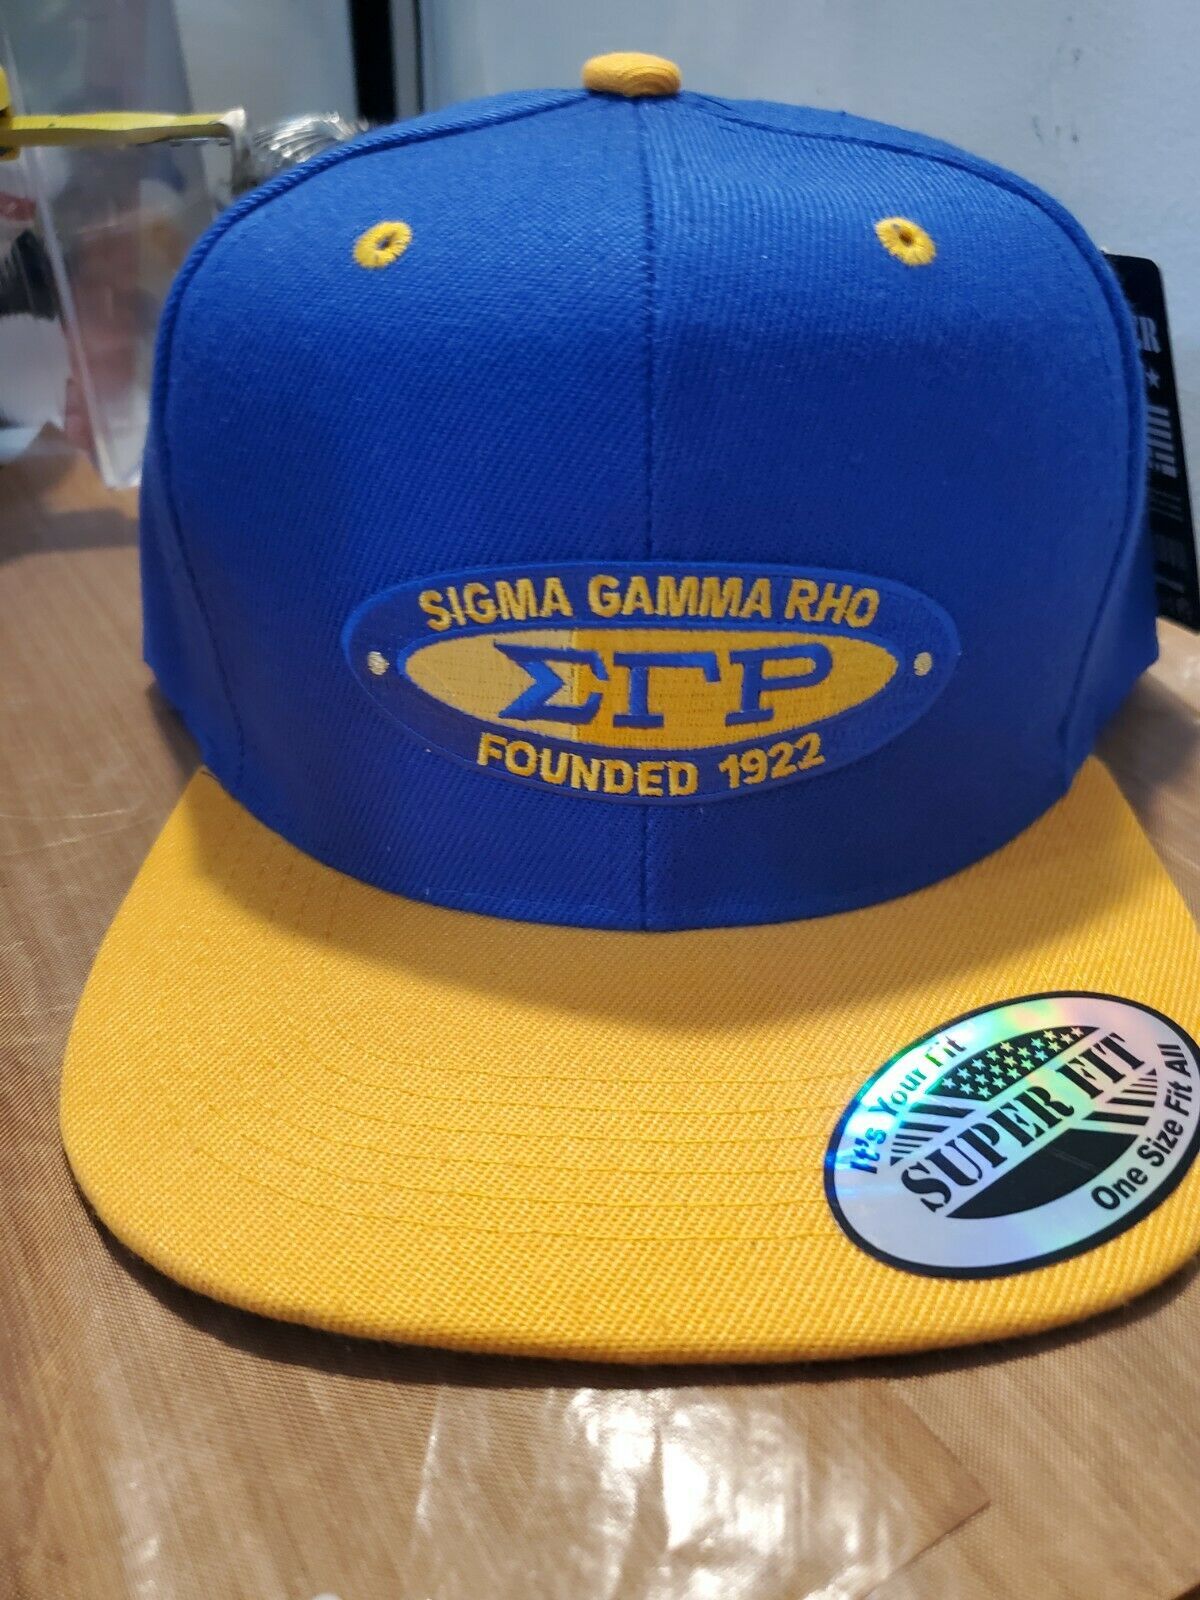 SIGMA GAMMA RHO
ΣΓΡ
FOUNDED 1922
It's Your Fit
SUPER FIT
One Size Fit All